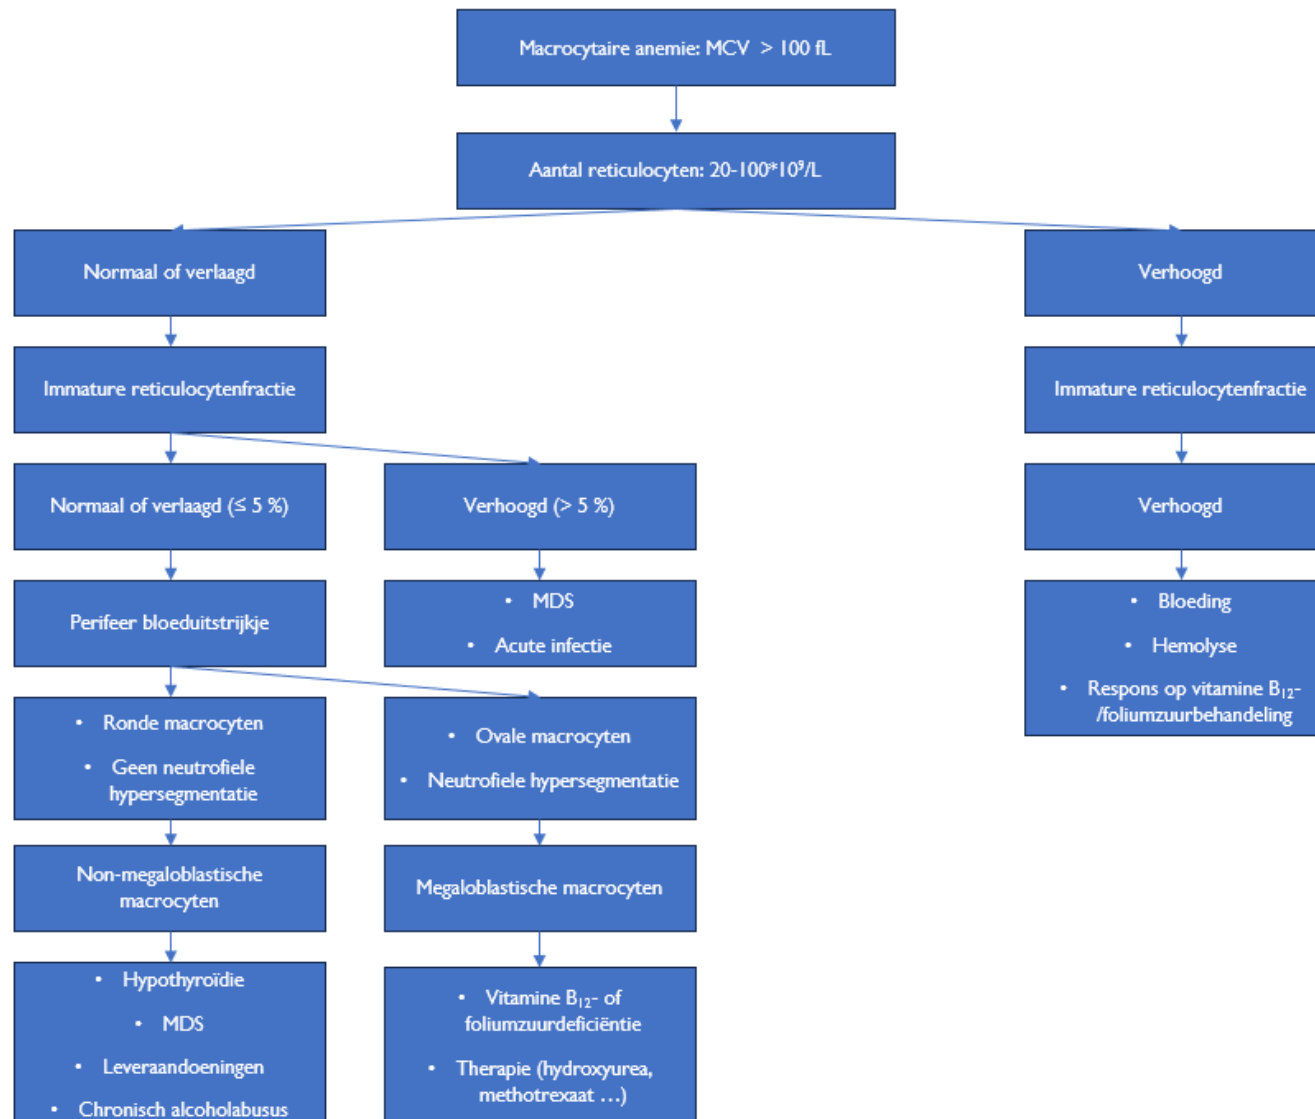 Macrocytaire anemie: MCV > 100 fL
Aantal reticulocyten: 20-100*10⁹/L
Normaal of verlaagd
Verhoogd
Immature reticulocytenfractie
Immature reticulocytenfractie
Normaal of verlaagd (≤ 5 %)
Verhoogd (> 5 %)
Verhoogd
Perifeer bloeduitstrijkje
• MDS
• Acute infectie
• Bloeding
• Hemolyse
• Respons op vitamine B₁₂-
/foliumzuurbehandeling
• Ronde macrocyten
• Geen neutrofiele
hypersegmentatie
• Ovale macrocyten
• Neutrofiele hypersegmentatie
Non-megaloblastische
macrocyten
Megaloblastische macrocyten
• Hypothyroïdie
• MDS
• Leveraandoeningen
• Chronisch alcoholabusus
• Vitamine B₁₂- of
foliumzuurdeficiëntie
• Therapie (hydroxyurea,
methotrexaat …)